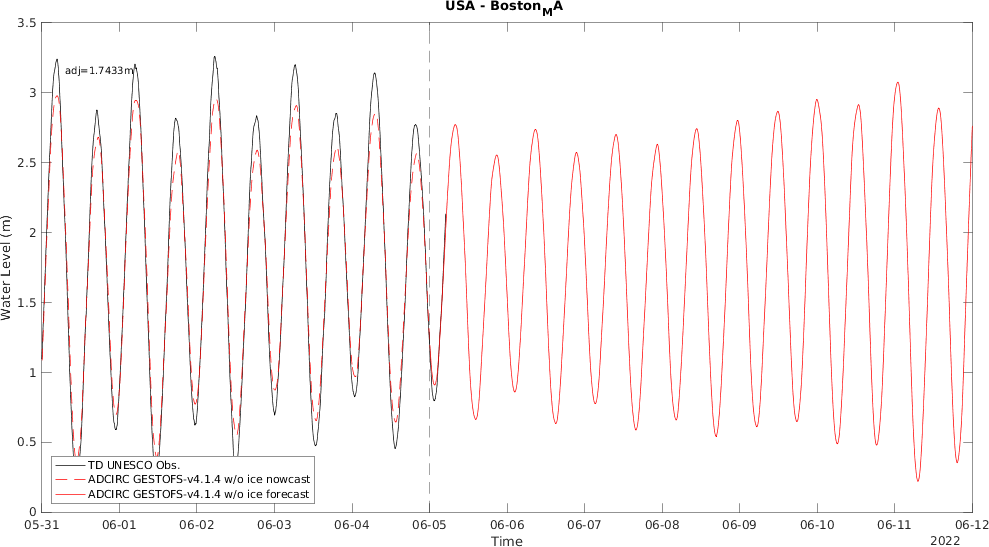 USA - BostonMA
3.5
3
2.5
2
1.5
1
0.5
0
Water Level (m)
adj=1.7433m
TD UNESCO Obs.
ADCIRC GESTOFS-v4.1.4 w/o ice nowcast
ADCIRC GESTOFS-v4.1.4 w/o ice forecast
05-31 06-01 06-02 06-03 06-04 06-05 06-06 06-07 06-08 06-09 06-10 06-11 06-12
Time
2022